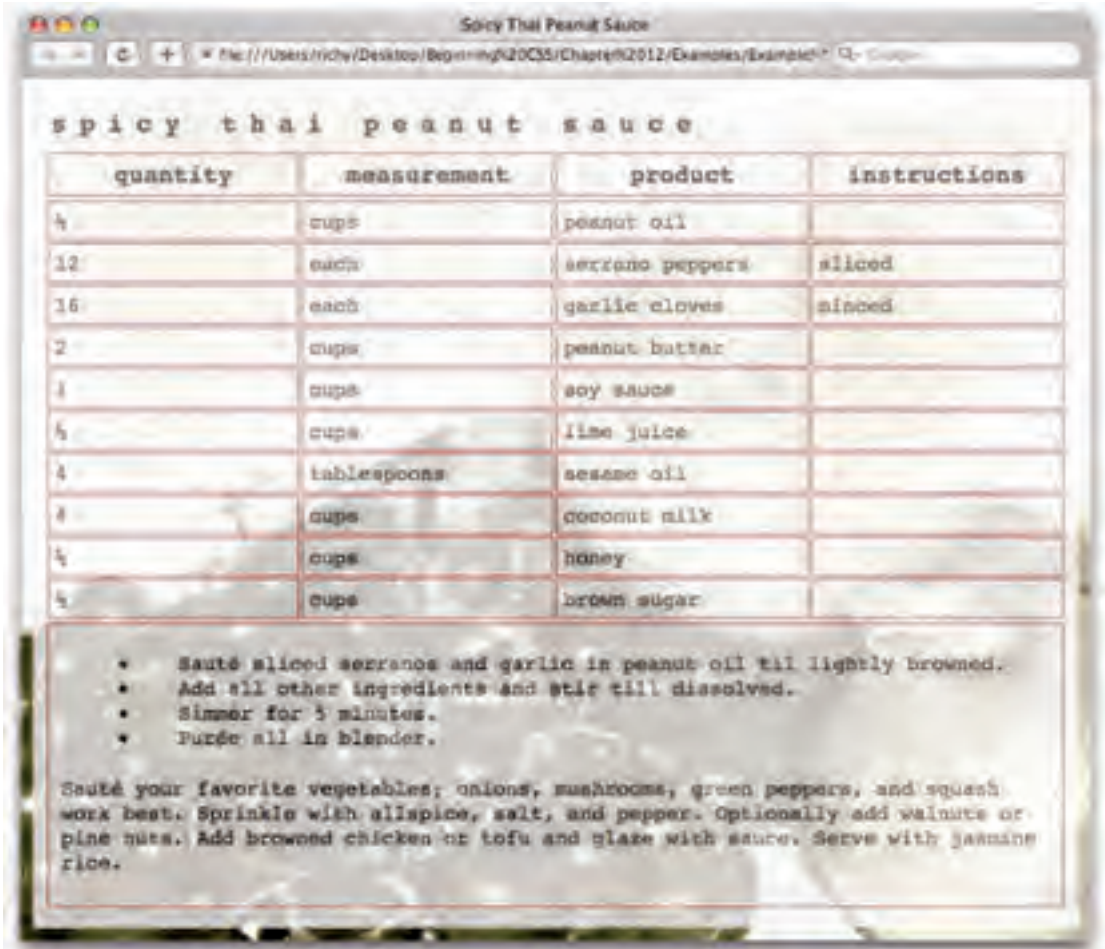 Spicy Thai Peanut Sauce
spicy thai peanut sauce
quantity measurement product instructions
cups peanut oil
12 each serrano peppers sliced
16 each garlic cloves minced
2 cups peanut butter
1 cups soy sauce
cups lime juice
4 tablespoons sesame oil
cups coconut milk
cups honey
cups brown sugar
• Sauté sliced serranos and garlic in peanut oil til lightly browned.
• Add all other ingredients and stir till dissolved.
• Simmer for 5 minutes.
• Purée all in blender.
Sauté your favorite vegetables; onions, mushrooms, green peppers, and squash
work best. Sprinkle with allspice, salt, and pepper. Optionally add walnuts or
pine nuts. Add browned chicken or tofu and glaze with sauce. Serve with jasmine
rice.